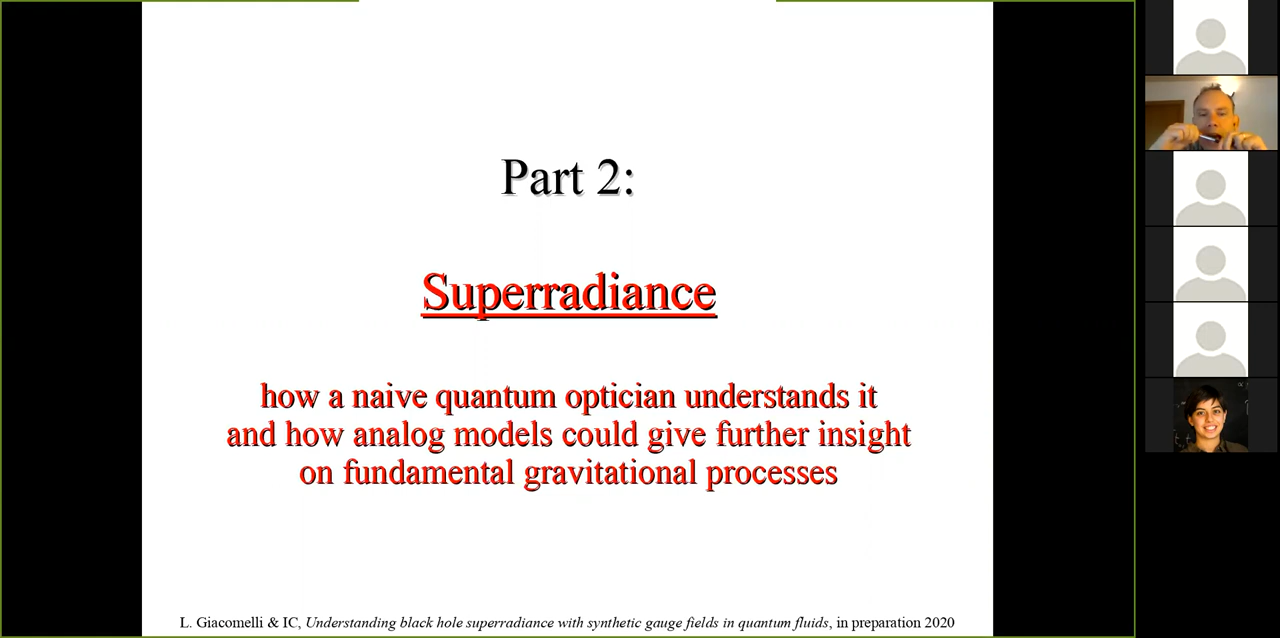 Part 2:
Superradiance
how a naive quantum optician understands it
and how analog models could give further insight
on fundamental gravitational processes
L. Giacomelli & IC, Understanding black hole superradiance with synthetic gauge fields in quantum fluids, in preparation 2020